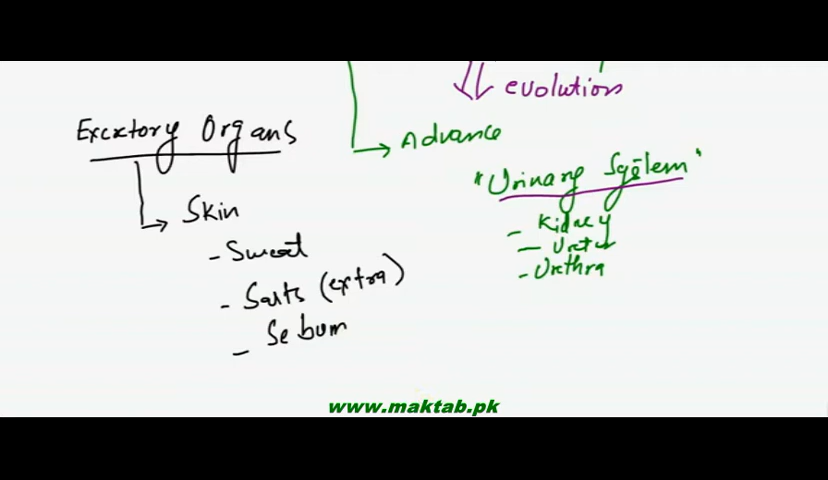 evolution
Advance
Excretory Organs
Skin
- Sweat
- Salts (extra)
- Sebum
"Urinary System"
- Kidney
- Ureter
- Urethra
www.maktab.pk